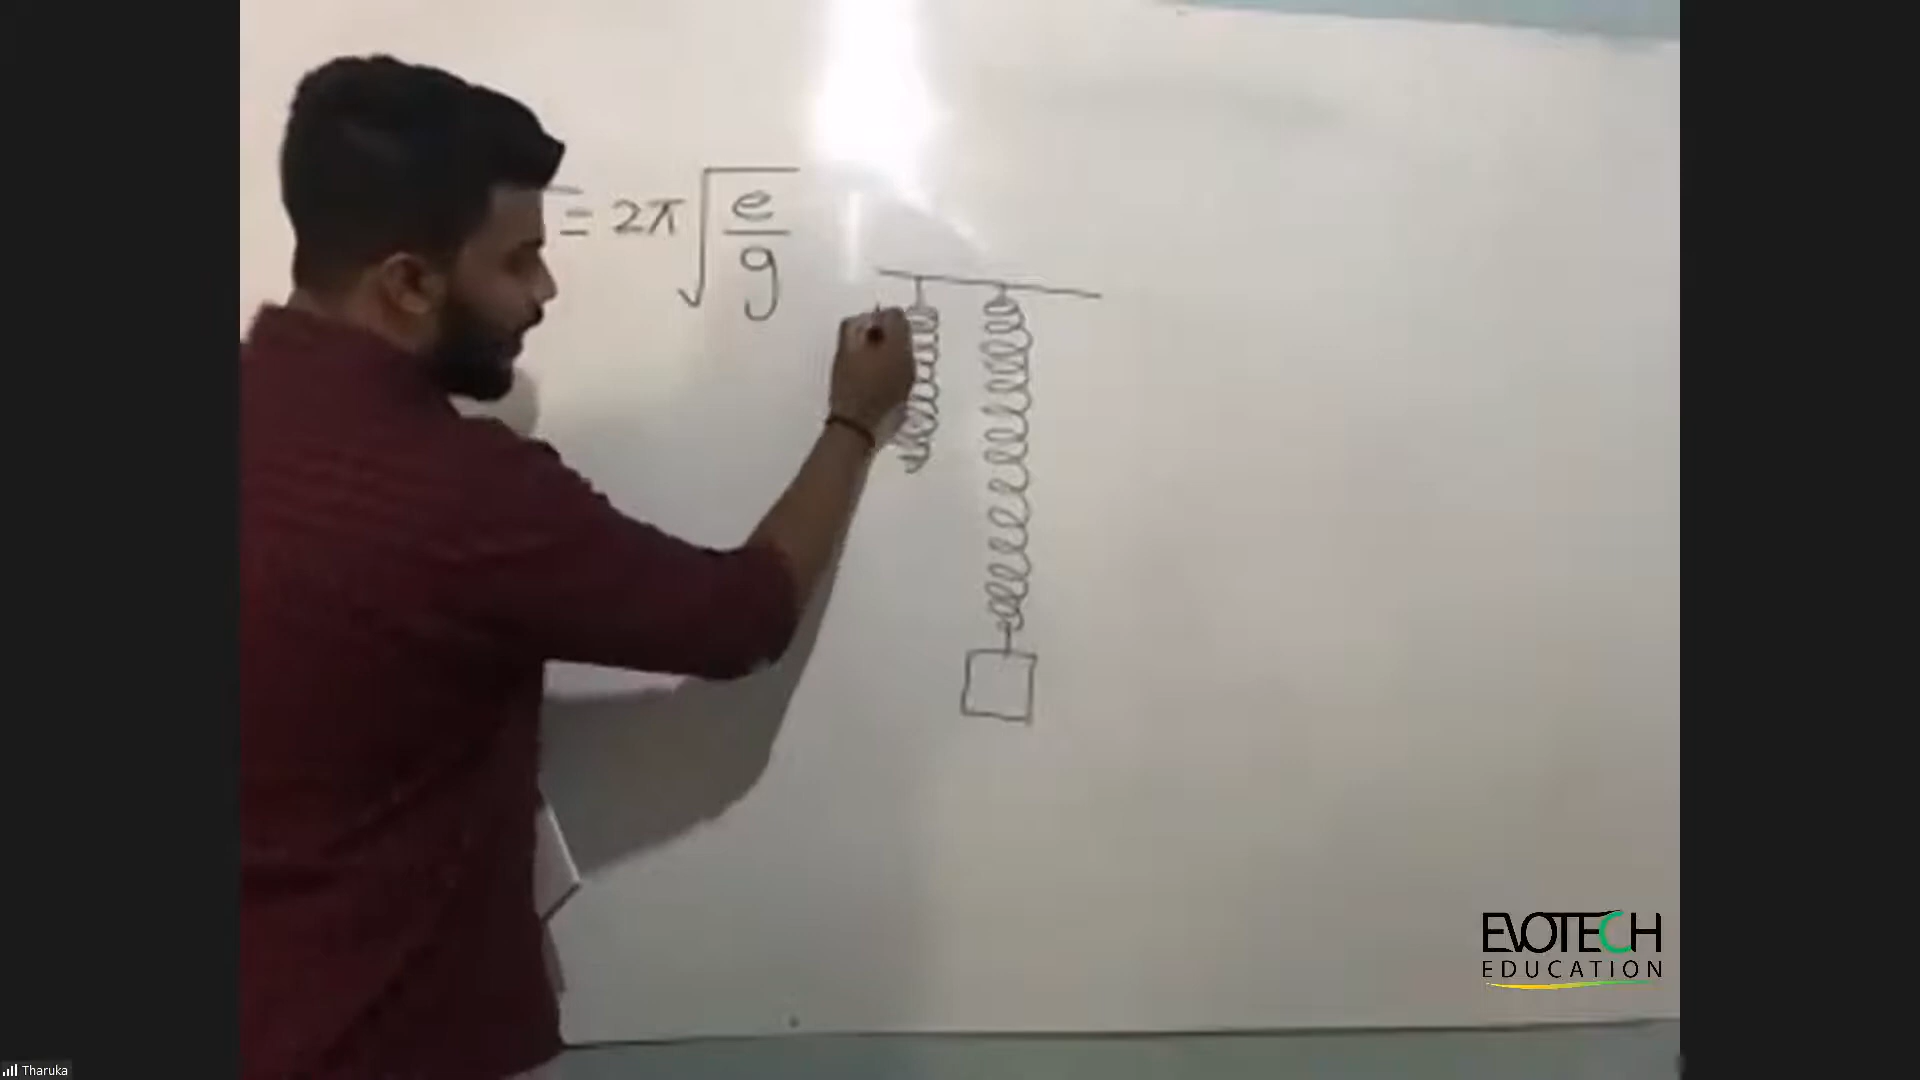 = 2π√(e/g)
EVOTECH
EDUCATION
Tharuka